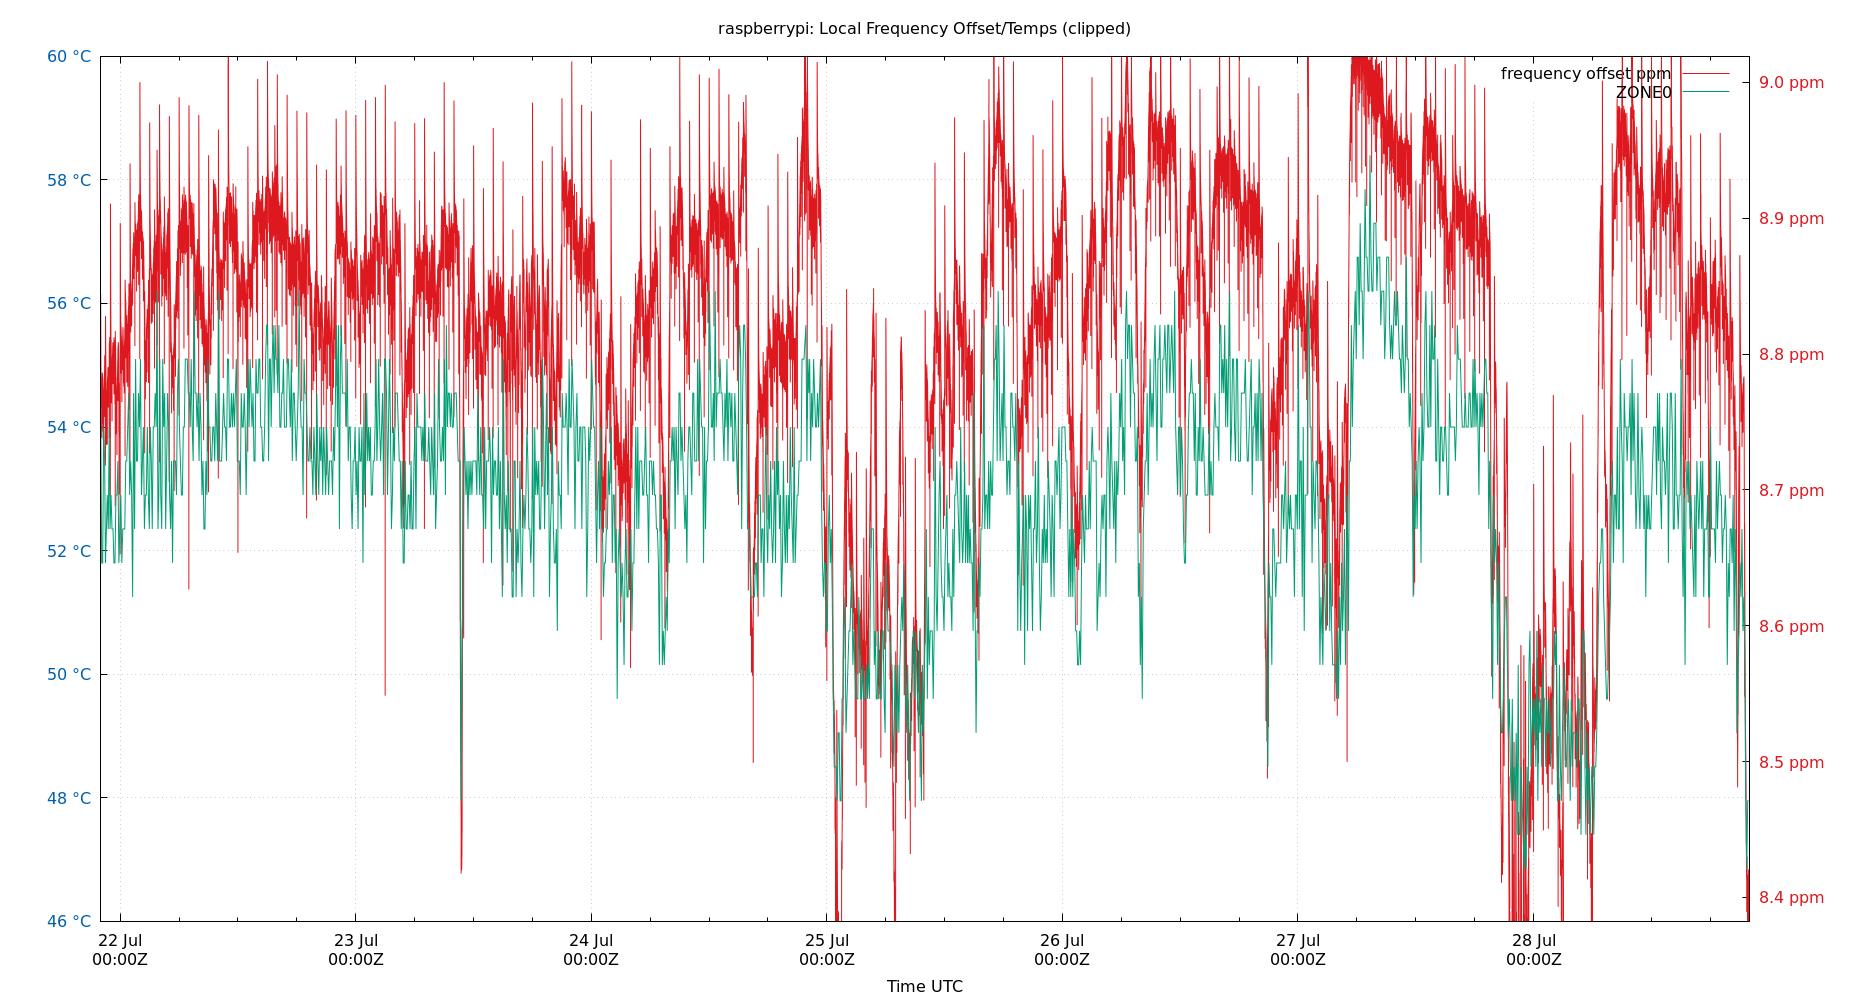 raspberrypi: Local Frequency Offset/Temps (clipped)
60 °C
58 °C
56 °C
54 °C
52 °C
50 °C
48 °C
46 °C
frequency offset ppm
ZONE0
9.0 ppm
8.9 ppm
8.8 ppm
8.7 ppm
8.6 ppm
8.5 ppm
8.4 ppm
22 Jul
00:00Z
23 Jul
00:00Z
24 Jul
00:00Z
25 Jul
00:00Z
26 Jul
00:00Z
27 Jul
00:00Z
28 Jul
00:00Z
Time UTC